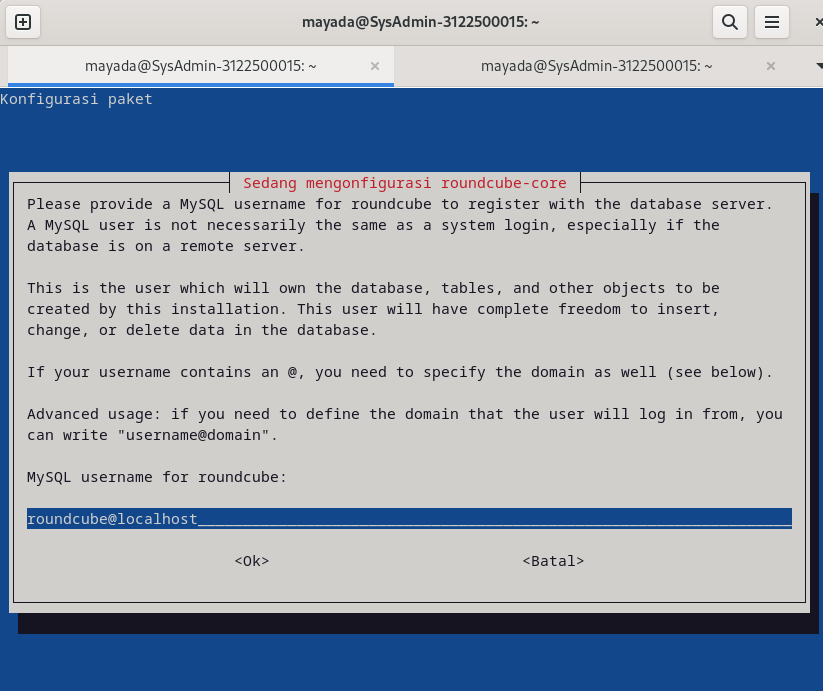 mayada@SysAdmin-3122500015: ~
mayada@SysAdmin-3122500015: ~
mayada@SysAdmin-3122500015: ~
Konfigurasi paket
Sedang mengonfigurasi roundcube-core
Please provide a MySQL username for roundcube to register with the database server.
A MySQL user is not necessarily the same as a system login, especially if the
database is on a remote server.
This is the user which will own the database, tables, and other objects to be
created by this installation. This user will have complete freedom to insert,
change, or delete data in the database.
If your username contains an @, you need to specify the domain as well (see below).
Advanced usage: if you need to define the domain that the user will log in from, you
can write "username@domain".
MySQL username for roundcube:
roundcube@localhost
<Ok> <Batal>